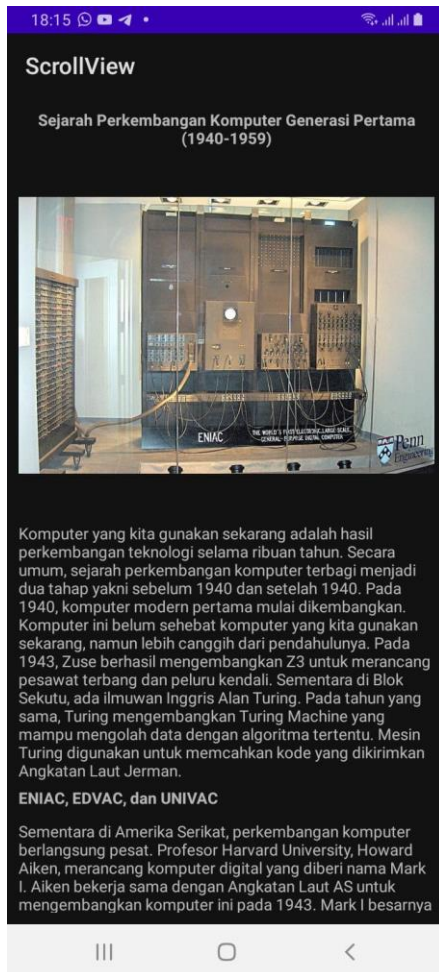 18:15
ScrollView
Sejarah Perkembangan Komputer Generasi Pertama
(1940-1959)
ENIAC
THE WORLD'S FIRST ELECTRONIC, LARGE SCALE,
GENERAL-PURPOSE DIGITAL COMPUTER
Penn
Engineering
Komputer yang kita gunakan sekarang adalah hasil
perkembangan teknologi selama ribuan tahun. Secara
umum, sejarah perkembangan komputer terbagi menjadi
dua tahap yakni sebelum 1940 dan setelah 1940. Pada
1940, komputer modern pertama mulai dikembangkan.
Komputer ini belum sehebat komputer yang kita gunakan
sekarang, namun lebih canggih dari pendahulunya. Pada
1943, Zuse berhasil mengembangkan Z3 untuk merancang
pesawat terbang dan peluru kendali. Sementara di Blok
Sekutu, ada ilmuwan Inggris Alan Turing. Pada tahun yang
sama, Turing mengembangkan Turing Machine yang
mampu mengolah data dengan algoritma tertentu. Mesin
Turing digunakan untuk memcahkan kode yang dikirimkan
Angkatan Laut Jerman.
ENIAC, EDVAC, dan UNIVAC
Sementara di Amerika Serikat, perkembangan komputer
berlangsung pesat. Profesor Harvard University, Howard
Aiken, merancang komputer digital yang diberi nama Mark
I. Aiken bekerja sama dengan Angkatan Laut AS untuk
mengembangkan komputer ini pada 1943. Mark I besarnya